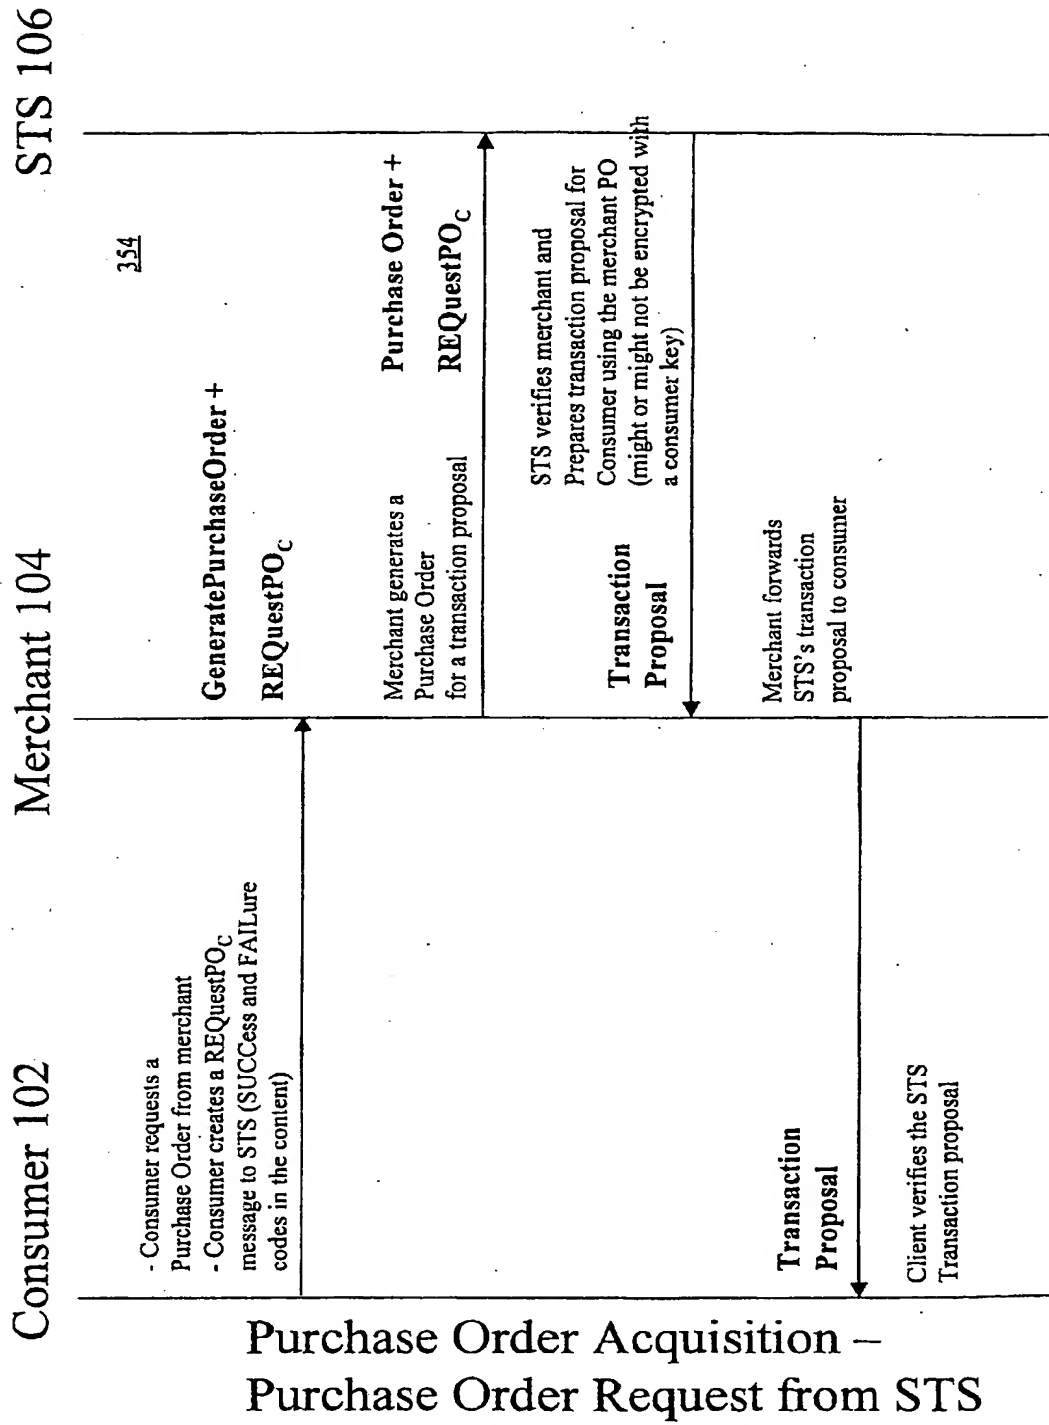 Consumer 102
Merchant 104
STS 106
354
- Consumer requests a
Purchase Order from merchant
- Consumer creates a REQuestPOC
message to STS (SUCCess and FAILure
codes in the content)
GeneratePurchaseOrder +
REQuestPOC
Merchant generates a
Purchase Order
for a transaction proposal
Purchase Order +
REQuestPOC
STS verifies merchant and
Prepares transaction proposal for
Consumer using the merchant PO
(might or might not be encrypted with
a consumer key)
Transaction
Proposal
Merchant forwards
STS's transaction
proposal to consumer
Transaction
Proposal
Client verifies the STS
Transaction proposal
Purchase Order Acquisition –
Purchase Order Request from STS